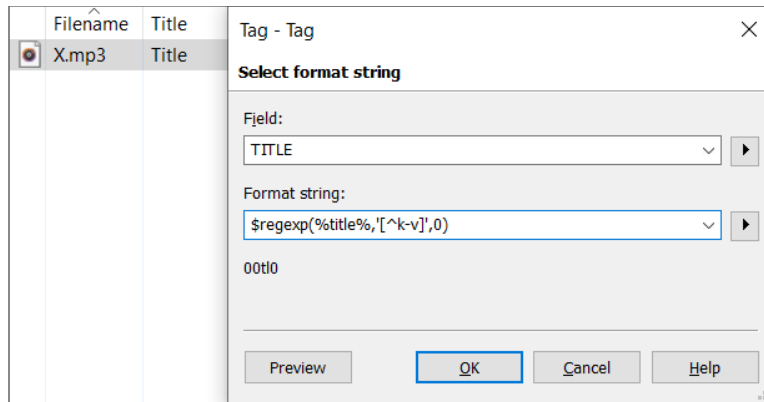 Filename Title
X.mp3 Title
Tag - Tag
Select format string
Field:
TITLE
Format string:
$regexp(%title%,'[^k-v]',0)
00tl0
Preview OK Cancel Help